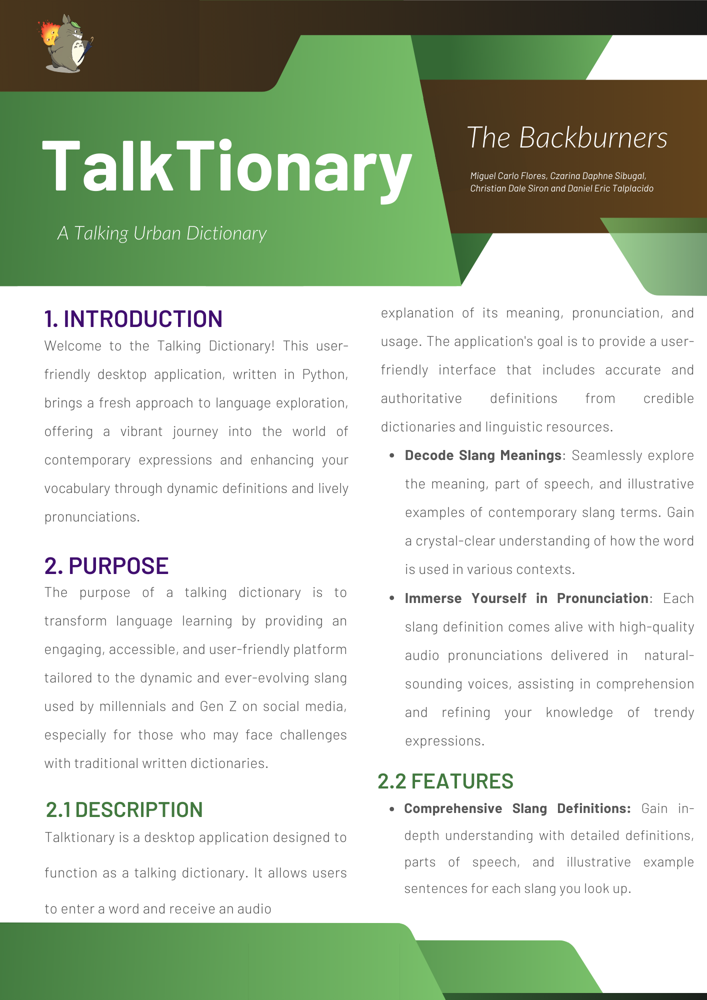 TalkTionary
A Talking Urban Dictionary
The Backburners
Miguel Carlo Flores, Czarina Daphne Sibugal,
Christian Dale Siron and Daniel Eric Talplacido
1. INTRODUCTION
Welcome to the Talking Dictionary! This user-
friendly desktop application, written in Python,
brings a fresh approach to language exploration,
offering a vibrant journey into the world of
contemporary expressions and enhancing your
vocabulary through dynamic definitions and lively
pronunciations.
2. PURPOSE
The purpose of a talking dictionary is to
transform language learning by providing an
engaging, accessible, and user-friendly platform
tailored to the dynamic and ever-evolving slang
used by millennials and Gen Z on social media,
especially for those who may face challenges
with traditional written dictionaries.
2.1 DESCRIPTION
Talktionary is a desktop application designed to
function as a talking dictionary. It allows users
to enter a word and receive an audio
explanation of its meaning, pronunciation, and
usage. The application's goal is to provide a user-
friendly interface that includes accurate and
authoritative definitions from credible
dictionaries and linguistic resources.
• Decode Slang Meanings: Seamlessly explore
the meaning, part of speech, and illustrative
examples of contemporary slang terms. Gain
a crystal-clear understanding of how the word
is used in various contexts.
• Immerse Yourself in Pronunciation: Each
slang definition comes alive with high-quality
audio pronunciations delivered in natural-
sounding voices, assisting in comprehension
and refining your knowledge of trendy
expressions.
2.2 FEATURES
• Comprehensive Slang Definitions: Gain in-
depth understanding with detailed definitions,
parts of speech, and illustrative example
sentences for each slang you look up.